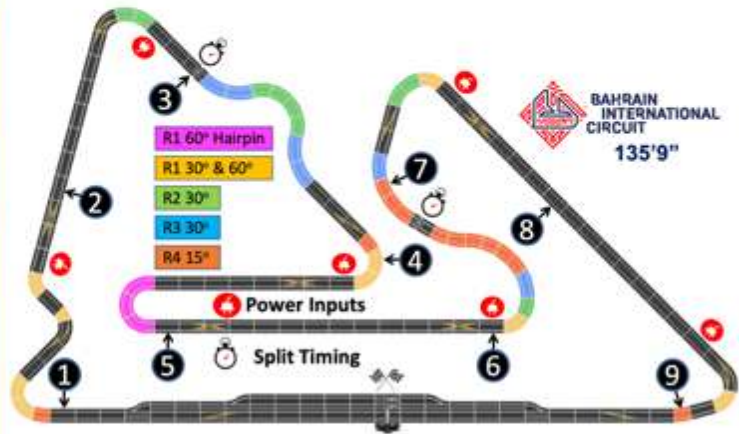 BAHRAIN
INTERNATIONAL
CIRCUIT
135'9"
3
R1 60° Hairpin
R1 30° & 60°
R2 30°
R3 30°
R4 15°
7
2
8
4
Power Inputs
5
Split Timing
6
1
9